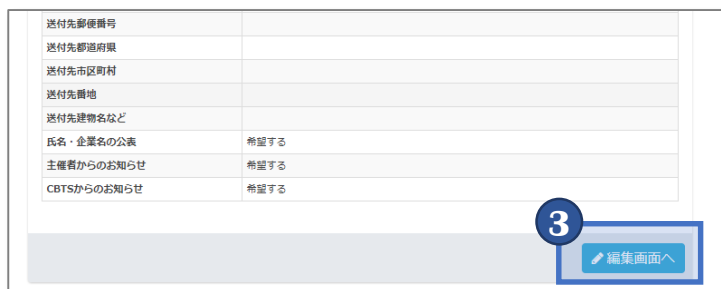 送付先郵便番号
送付先都道府県
送付先市区町村
送付先番地
送付先建物名など
氏名・企業名の公表 希望する
主催者からのお知らせ 希望する
CBTSからのお知らせ 希望する
3
編集画面へ